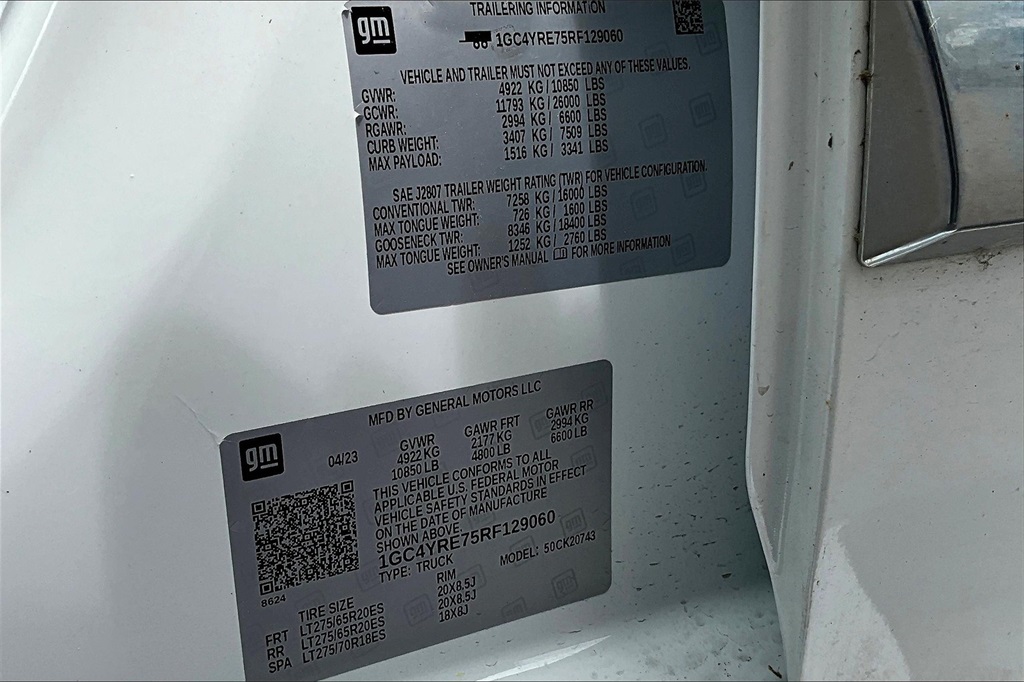 gm
TRAILERING INFORMATION
1GC4YRE75RF129060
VEHICLE AND TRAILER MUST NOT EXCEED ANY OF THESE VALUES.
GVWR: 4922 KG / 10850 LBS
GCWR: 11793 KG / 26000 LBS
RGAWR: 2994 KG / 6600 LBS
CURB WEIGHT: 3407 KG / 7509 LBS
MAX PAYLOAD: 1516 KG / 3341 LBS
SAE J2807 TRAILER WEIGHT RATING (TWR) FOR VEHICLE CONFIGURATION.
CONVENTIONAL TWR: 7258 KG / 16000 LBS
MAX TONGUE WEIGHT: 726 KG / 1600 LBS
GOOSENECK TWR: 8346 KG / 18400 LBS
MAX TONGUE WEIGHT: 1252 KG / 2760 LBS
SEE OWNER'S MANUAL FOR MORE INFORMATION
gm
MFD BY GENERAL MOTORS LLC
04/23 GVWR GAWR FRT GAWR RR
4922 KG 2177 KG 2994 KG
10850 LB 4800 LB 6600 LB
THIS VEHICLE CONFORMS TO ALL
APPLICABLE U.S. FEDERAL MOTOR
VEHICLE SAFETY STANDARDS IN EFFECT
ON THE DATE OF MANUFACTURE
SHOWN ABOVE.
1GC4YRE75RF129060
TYPE: TRUCK MODEL: 50CK20743
8624
TIRE SIZE RIM
FRT LT275/65R20ES 20X8.5J
RR LT275/65R20ES 20X8.5J
SPA LT275/70R18ES 18X8J